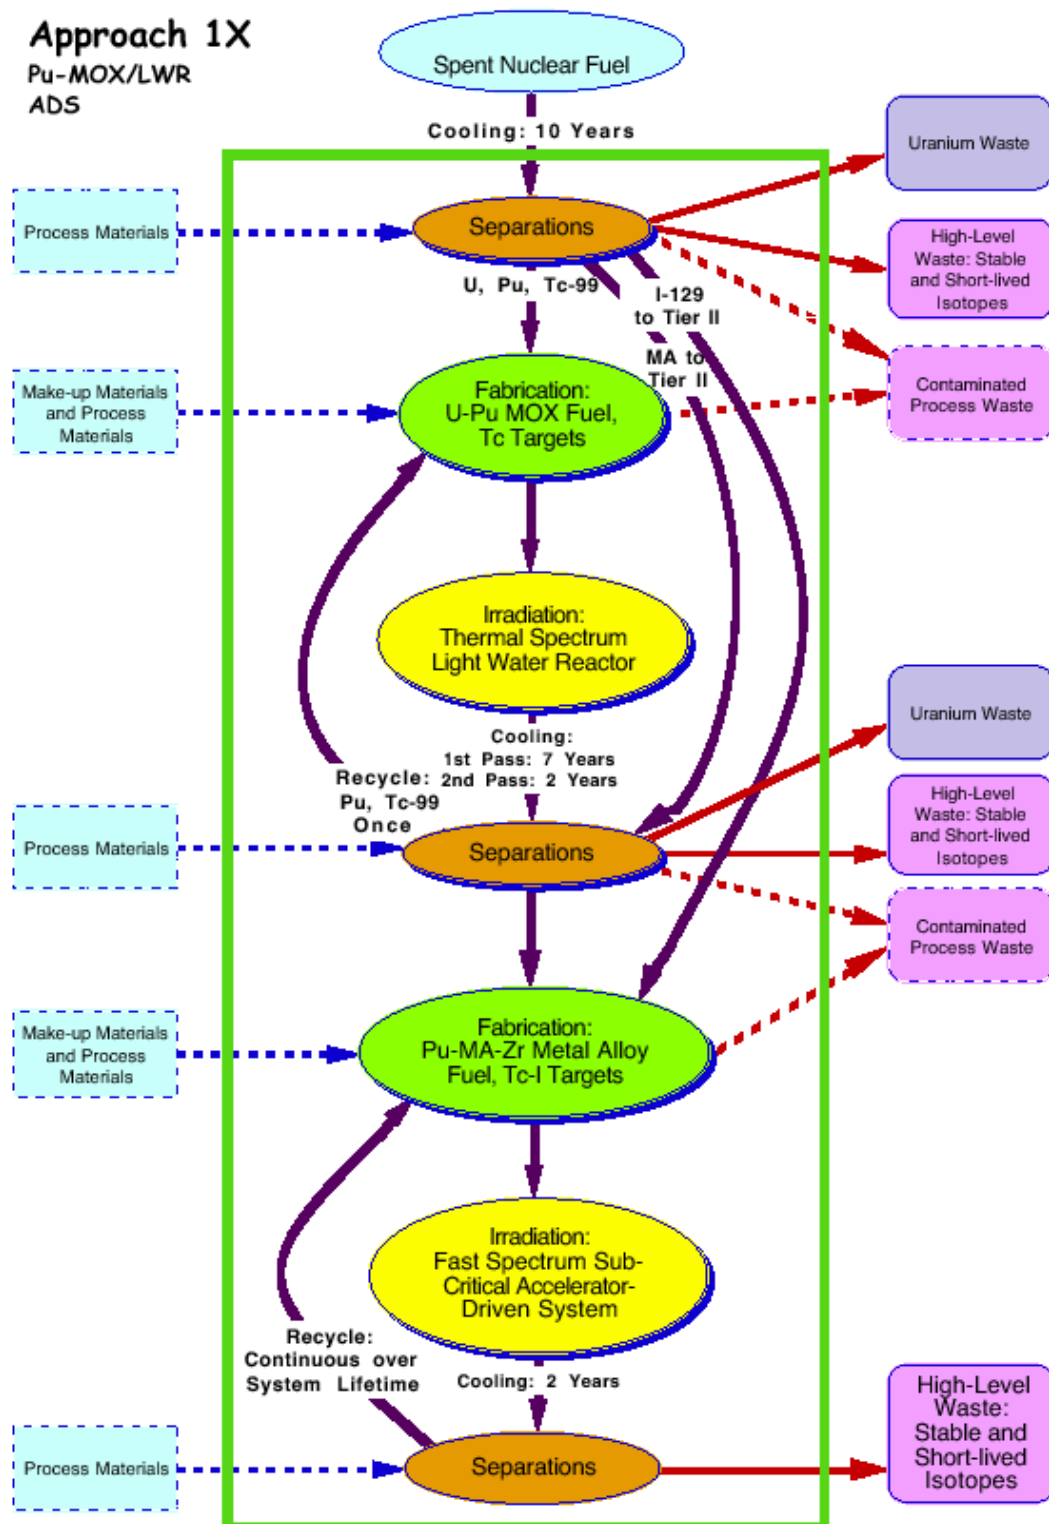 Approach 1X
Pu-MOX/LWR
ADS
Spent Nuclear Fuel
Cooling: 10 Years
Uranium Waste
Process Materials
Separations
High-Level
Waste: Stable
and Short-lived
Isotopes
U, Pu, Tc-99
I-129
to Tier II
MA to
Tier II
Contaminated
Process Waste
Make-up Materials
and Process
Materials
Fabrication:
U-Pu MOX Fuel,
Tc Targets
Irradiation:
Thermal Spectrum
Light Water Reactor
Uranium Waste
Cooling:
1st Pass: 7 Years
2nd Pass: 2 Years
Recycle:
Pu, Tc-99
Once
High-Level
Waste: Stable
and Short-lived
Isotopes
Process Materials
Separations
Contaminated
Process Waste
Make-up Materials
and Process
Materials
Fabrication:
Pu-MA-Zr Metal Alloy
Fuel, Tc-I Targets
Irradiation:
Fast Spectrum Sub-
Critical Accelerator-
Driven System
Recycle:
Continuous over
System Lifetime
Cooling: 2 Years
High-Level
Waste:
Stable and
Short-lived
Isotopes
Process Materials
Separations